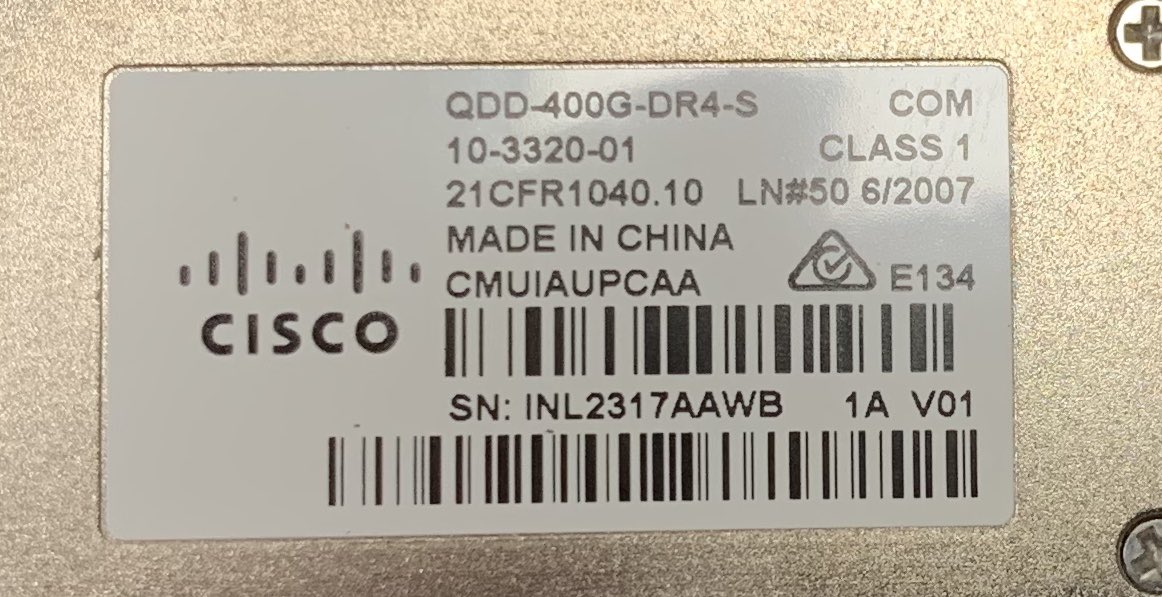 QDD-400G-DR4-S COM
10-3320-01 CLASS 1
21CFR1040.10 LN#50 6/2007
MADE IN CHINA
CMUIAUPCAA E134
CISCO
SN: INL2317AAWB 1A V01